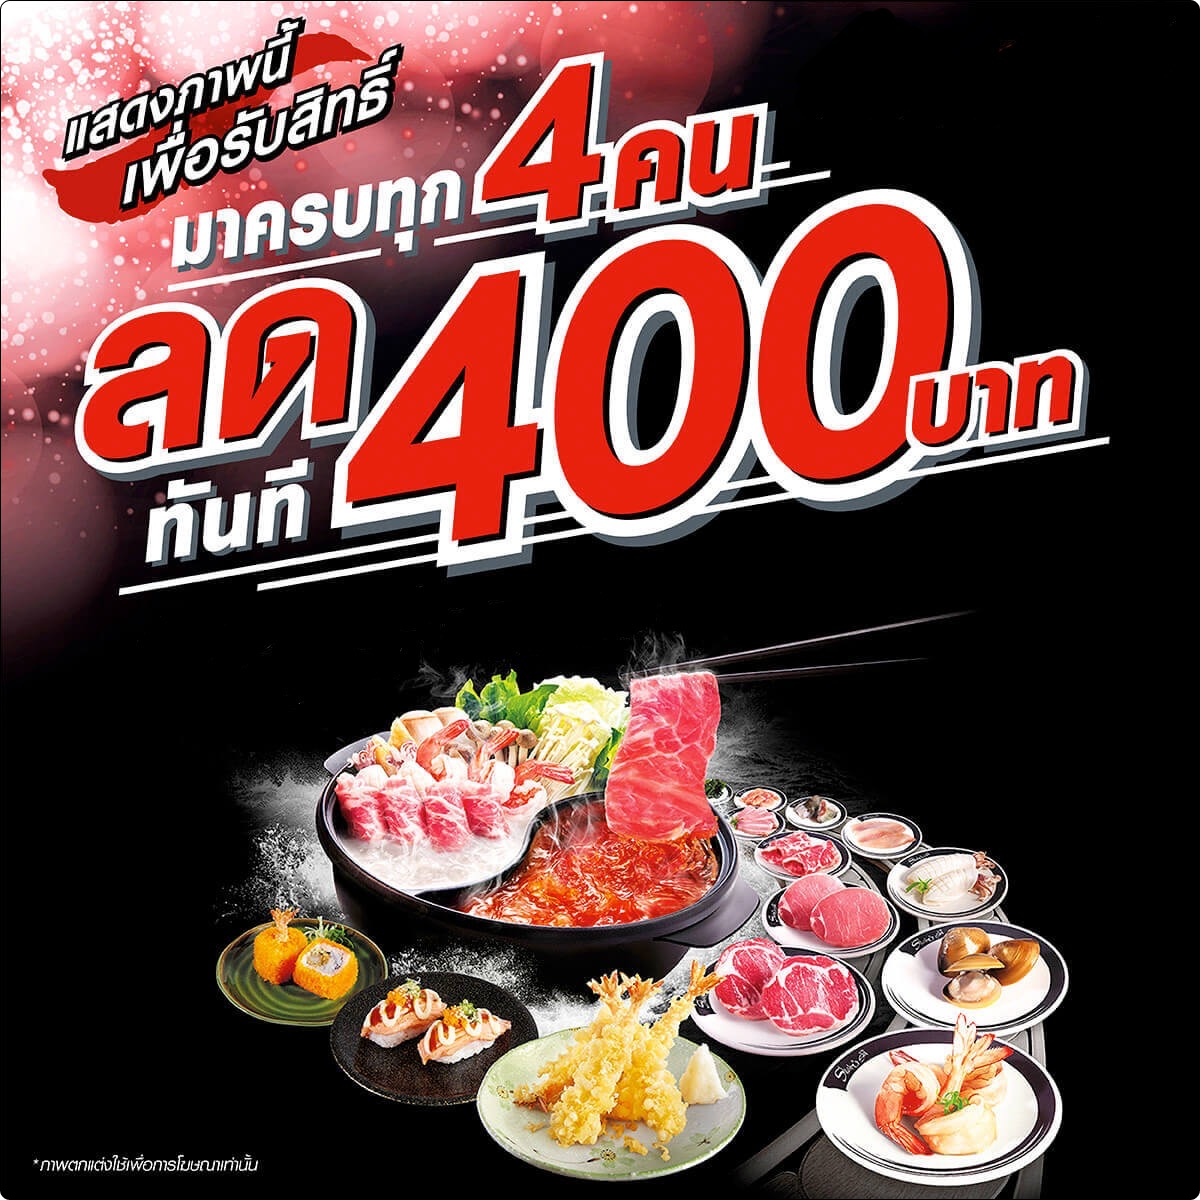 แสดงภาพนี้
เพื่อรับสิทธิ์
มาครบทุก 4 คน
ลด 400 บาท
ทันที
*ภาพตกแต่งใช้เพื่อการโฆษณาเท่านั้น